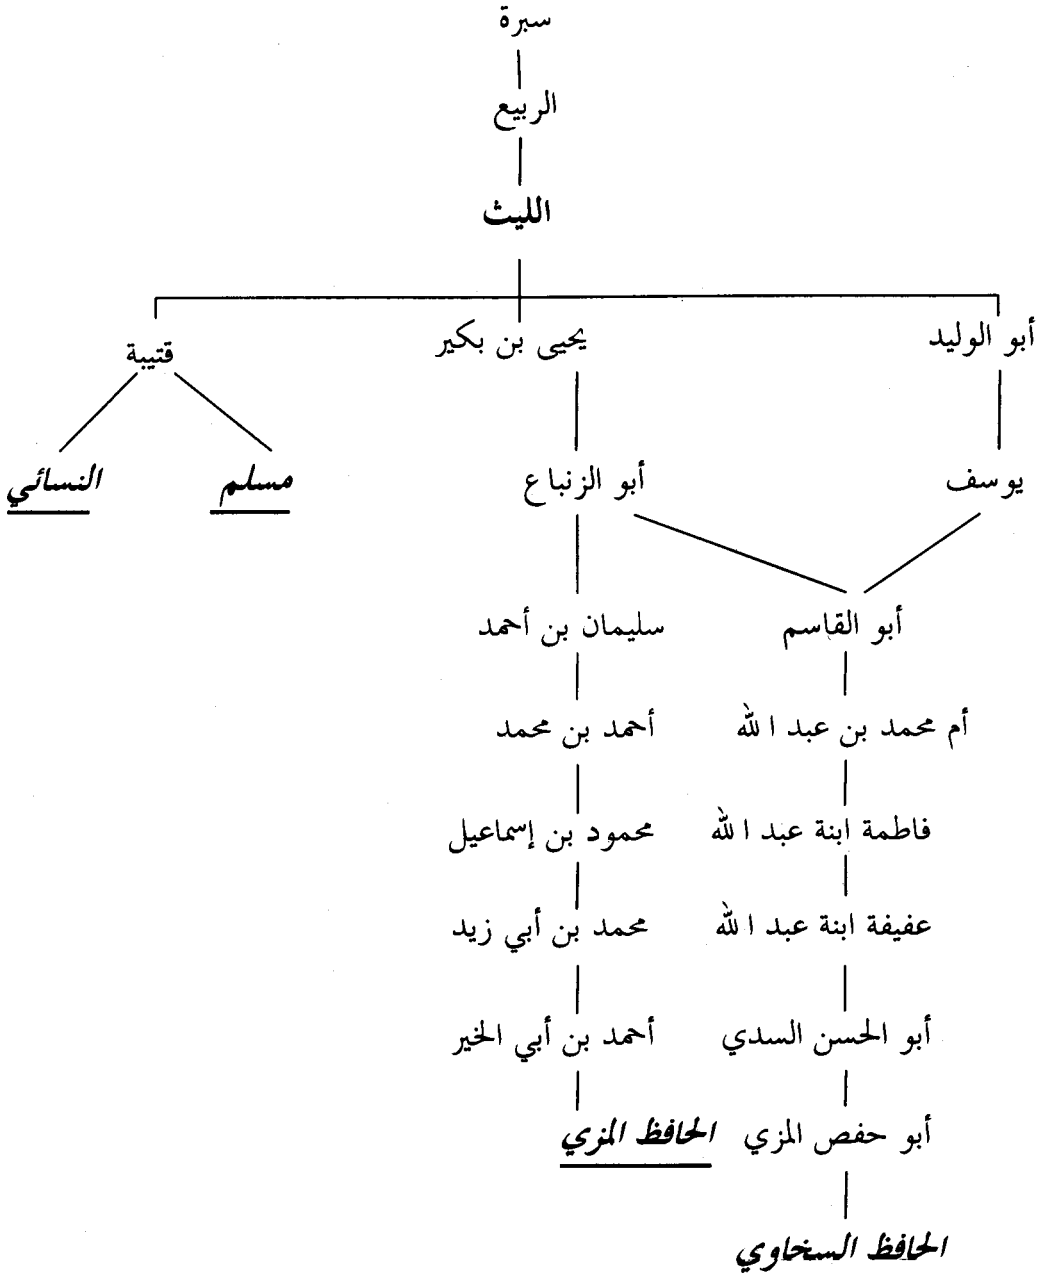 سبرة
الربيع
الليث
أبو الوليد
يحيى بن بكير
قتيبة
يوسف
أبو الزنباع
مسلم
النسائي
أبو القاسم
سليمان بن أحمد
أم محمد بن عبد الله
أحمد بن محمد
فاطمة ابنة عبد الله
محمود بن إسماعيل
عفيفة ابنة عبد الله
محمد بن أبي زيد
أبو الحسن السدي
أحمد بن أبي الخير
أبو حفص المزي
الحافظ المزي
الحافظ السخاوي